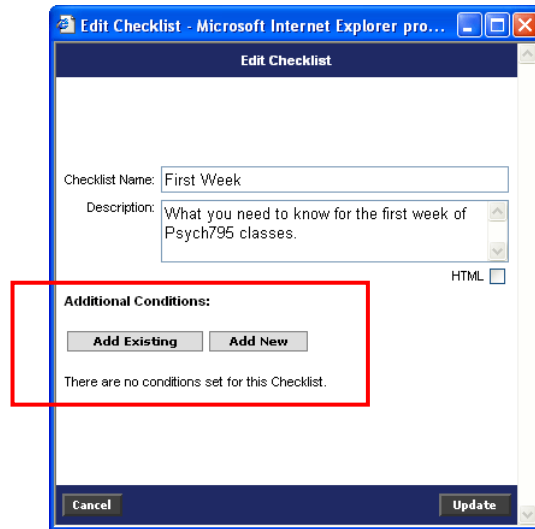 Edit Checklist - Microsoft Internet Explorer pro...
Edit Checklist
Checklist Name: First Week
Description: What you need to know for the first week of
Psych795 classes.
HTML
Additional Conditions:
Add Existing Add New
There are no conditions set for this Checklist.
Cancel Update